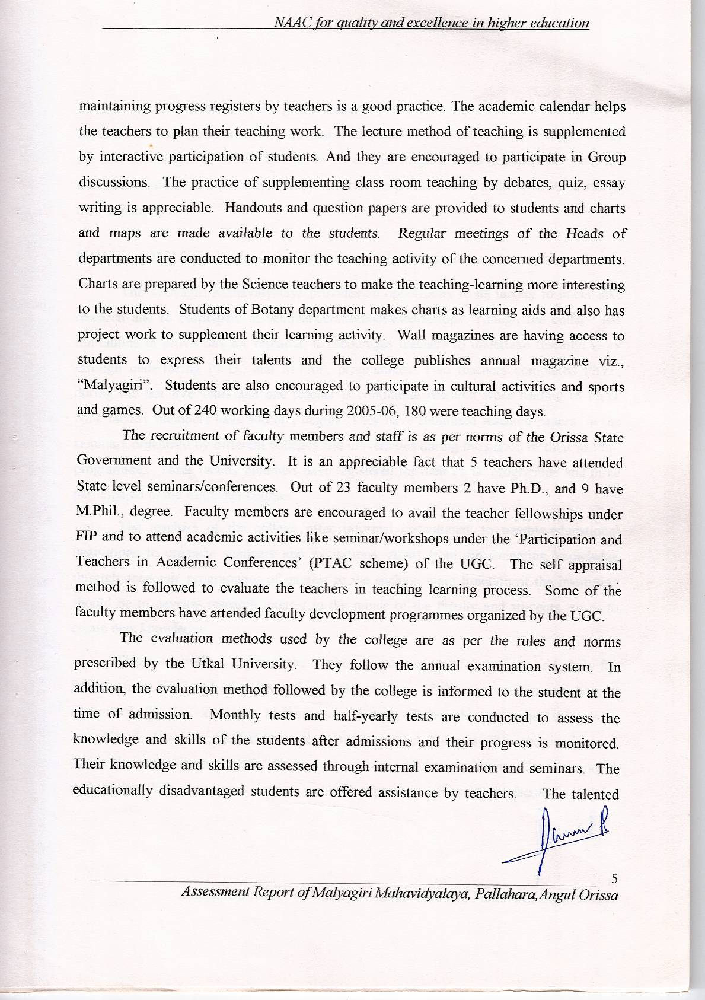 NAAC for quality and excellence in higher education
maintaining progress registers by teachers is a good practice. The academic calendar helps
the teachers to plan their teaching work. The lecture method of teaching is supplemented
by interactive participation of students. And they are encouraged to participate in Group
discussions. The practice of supplementing class room teaching by debates, quiz, essay
writing is appreciable. Handouts and question papers are provided to students and charts
and maps are made available to the students. Regular meetings of the Heads of
departments are conducted to monitor the teaching activity of the concerned departments.
Charts are prepared by the Science teachers to make the teaching-learning more interesting
to the students. Students of Botany department makes charts as learning aids and also has
project work to supplement their learning activity. Wall magazines are having access to
students to express their talents and the college publishes annual magazine viz.,
“Malyagiri”. Students are also encouraged to participate in cultural activities and sports
and games. Out of 240 working days during 2005-06, 180 were teaching days.
The recruitment of faculty members and staff is as per norms of the Orissa State
Government and the University. It is an appreciable fact that 5 teachers have attended
State level seminars/conferences. Out of 23 faculty members 2 have Ph.D., and 9 have
M.Phil., degree. Faculty members are encouraged to avail the teacher fellowships under
FIP and to attend academic activities like seminar/workshops under the ‘Participation and
Teachers in Academic Conferences’ (PTAC scheme) of the UGC. The self appraisal
method is followed to evaluate the teachers in teaching learning process. Some of the
faculty members have attended faculty development programmes organized by the UGC.
The evaluation methods used by the college are as per the rules and norms
prescribed by the Utkal University. They follow the annual examination system. In
addition, the evaluation method followed by the college is informed to the student at the
time of admission. Monthly tests and half-yearly tests are conducted to assess the
knowledge and skills of the students after admissions and their progress is monitored.
Their knowledge and skills are assessed through internal examination and seminars. The
educationally disadvantaged students are offered assistance by teachers. The talented
5
Assessment Report of Malyagiri Mahavidyalaya, Pallahara,Angul Orissa